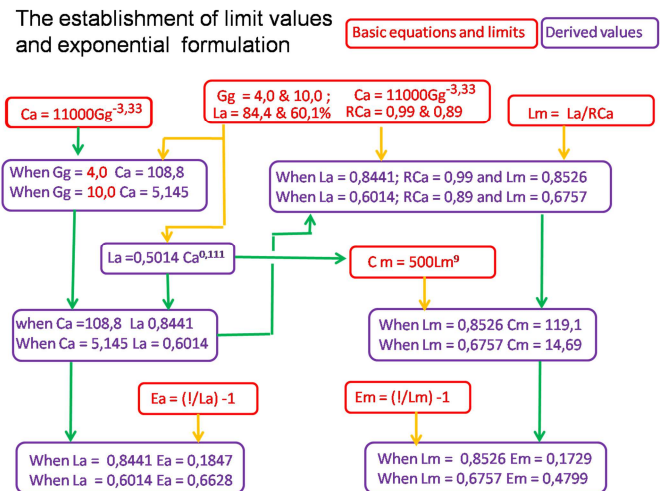 The establishment of limit values
and exponential formulation
Basic equations and limits
Derived values
Ca = 11000Gg-3,33
Gg = 4,0 & 10,0 ; Ca = 11000Gg-3,33
La = 84,4 & 60,1% RCa = 0,99 & 0,89
Lm = La/RCa
When Gg = 4,0 Ca = 108,8
When Gg = 10,0 Ca = 5,145
When La = 0,8441; RCa = 0,99 and Lm = 0,8526
When La = 0,6014; RCa = 0,89 and Lm = 0,6757
La =0,5014 Ca0,111
C m = 500Lm9
when Ca =108,8 La 0,8441
When Ca = 5,145 La = 0,6014
When Lm = 0,8526 Cm = 119,1
When Lm = 0,6757 Cm = 14,69
Ea = (!/La) -1
Em = (!/Lm) -1
When La = 0,8441 Ea = 0,1847
When La = 0,6014 Ea = 0,6628
When Lm = 0,8526 Em = 0,1729
When Lm = 0,6757 Em = 0,4799